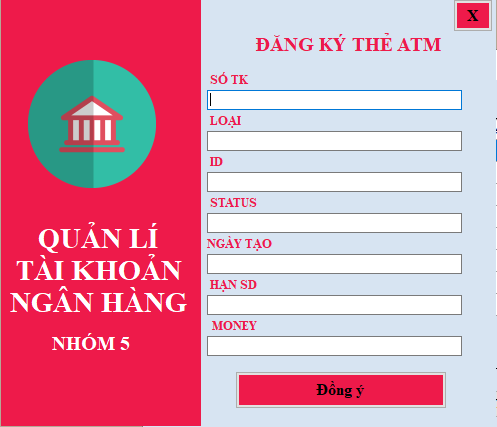 X
ĐĂNG KÝ THẺ ATM
SỐ TK
LOẠI
ID
STATUS
NGÀY TẠO
HẠN SD
MONEY
Đồng ý
QUẢN LÍ
TÀI KHOẢN
NGÂN HÀNG
NHÓM 5